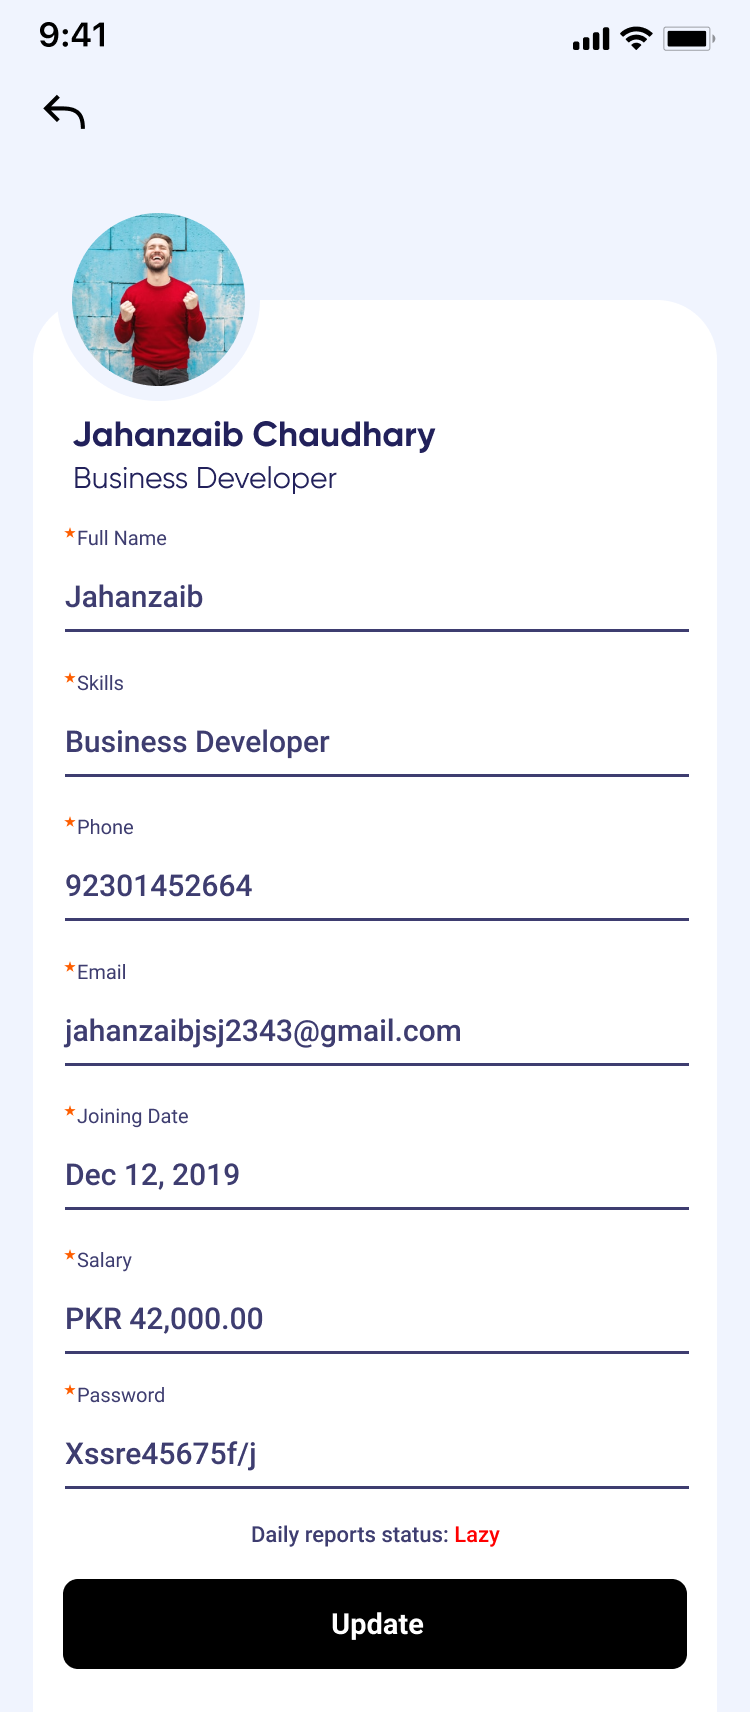 9:41
Jahanzaib Chaudhary
Business Developer
*Full Name
Jahanzaib
*Skills
Business Developer
*Phone
92301452664
*Email
jahanzaibjsj2343@gmail.com
*Joining Date
Dec 12, 2019
*Salary
PKR 42,000.00
*Password
Xssre45675f/j
Daily reports status: Lazy
Update